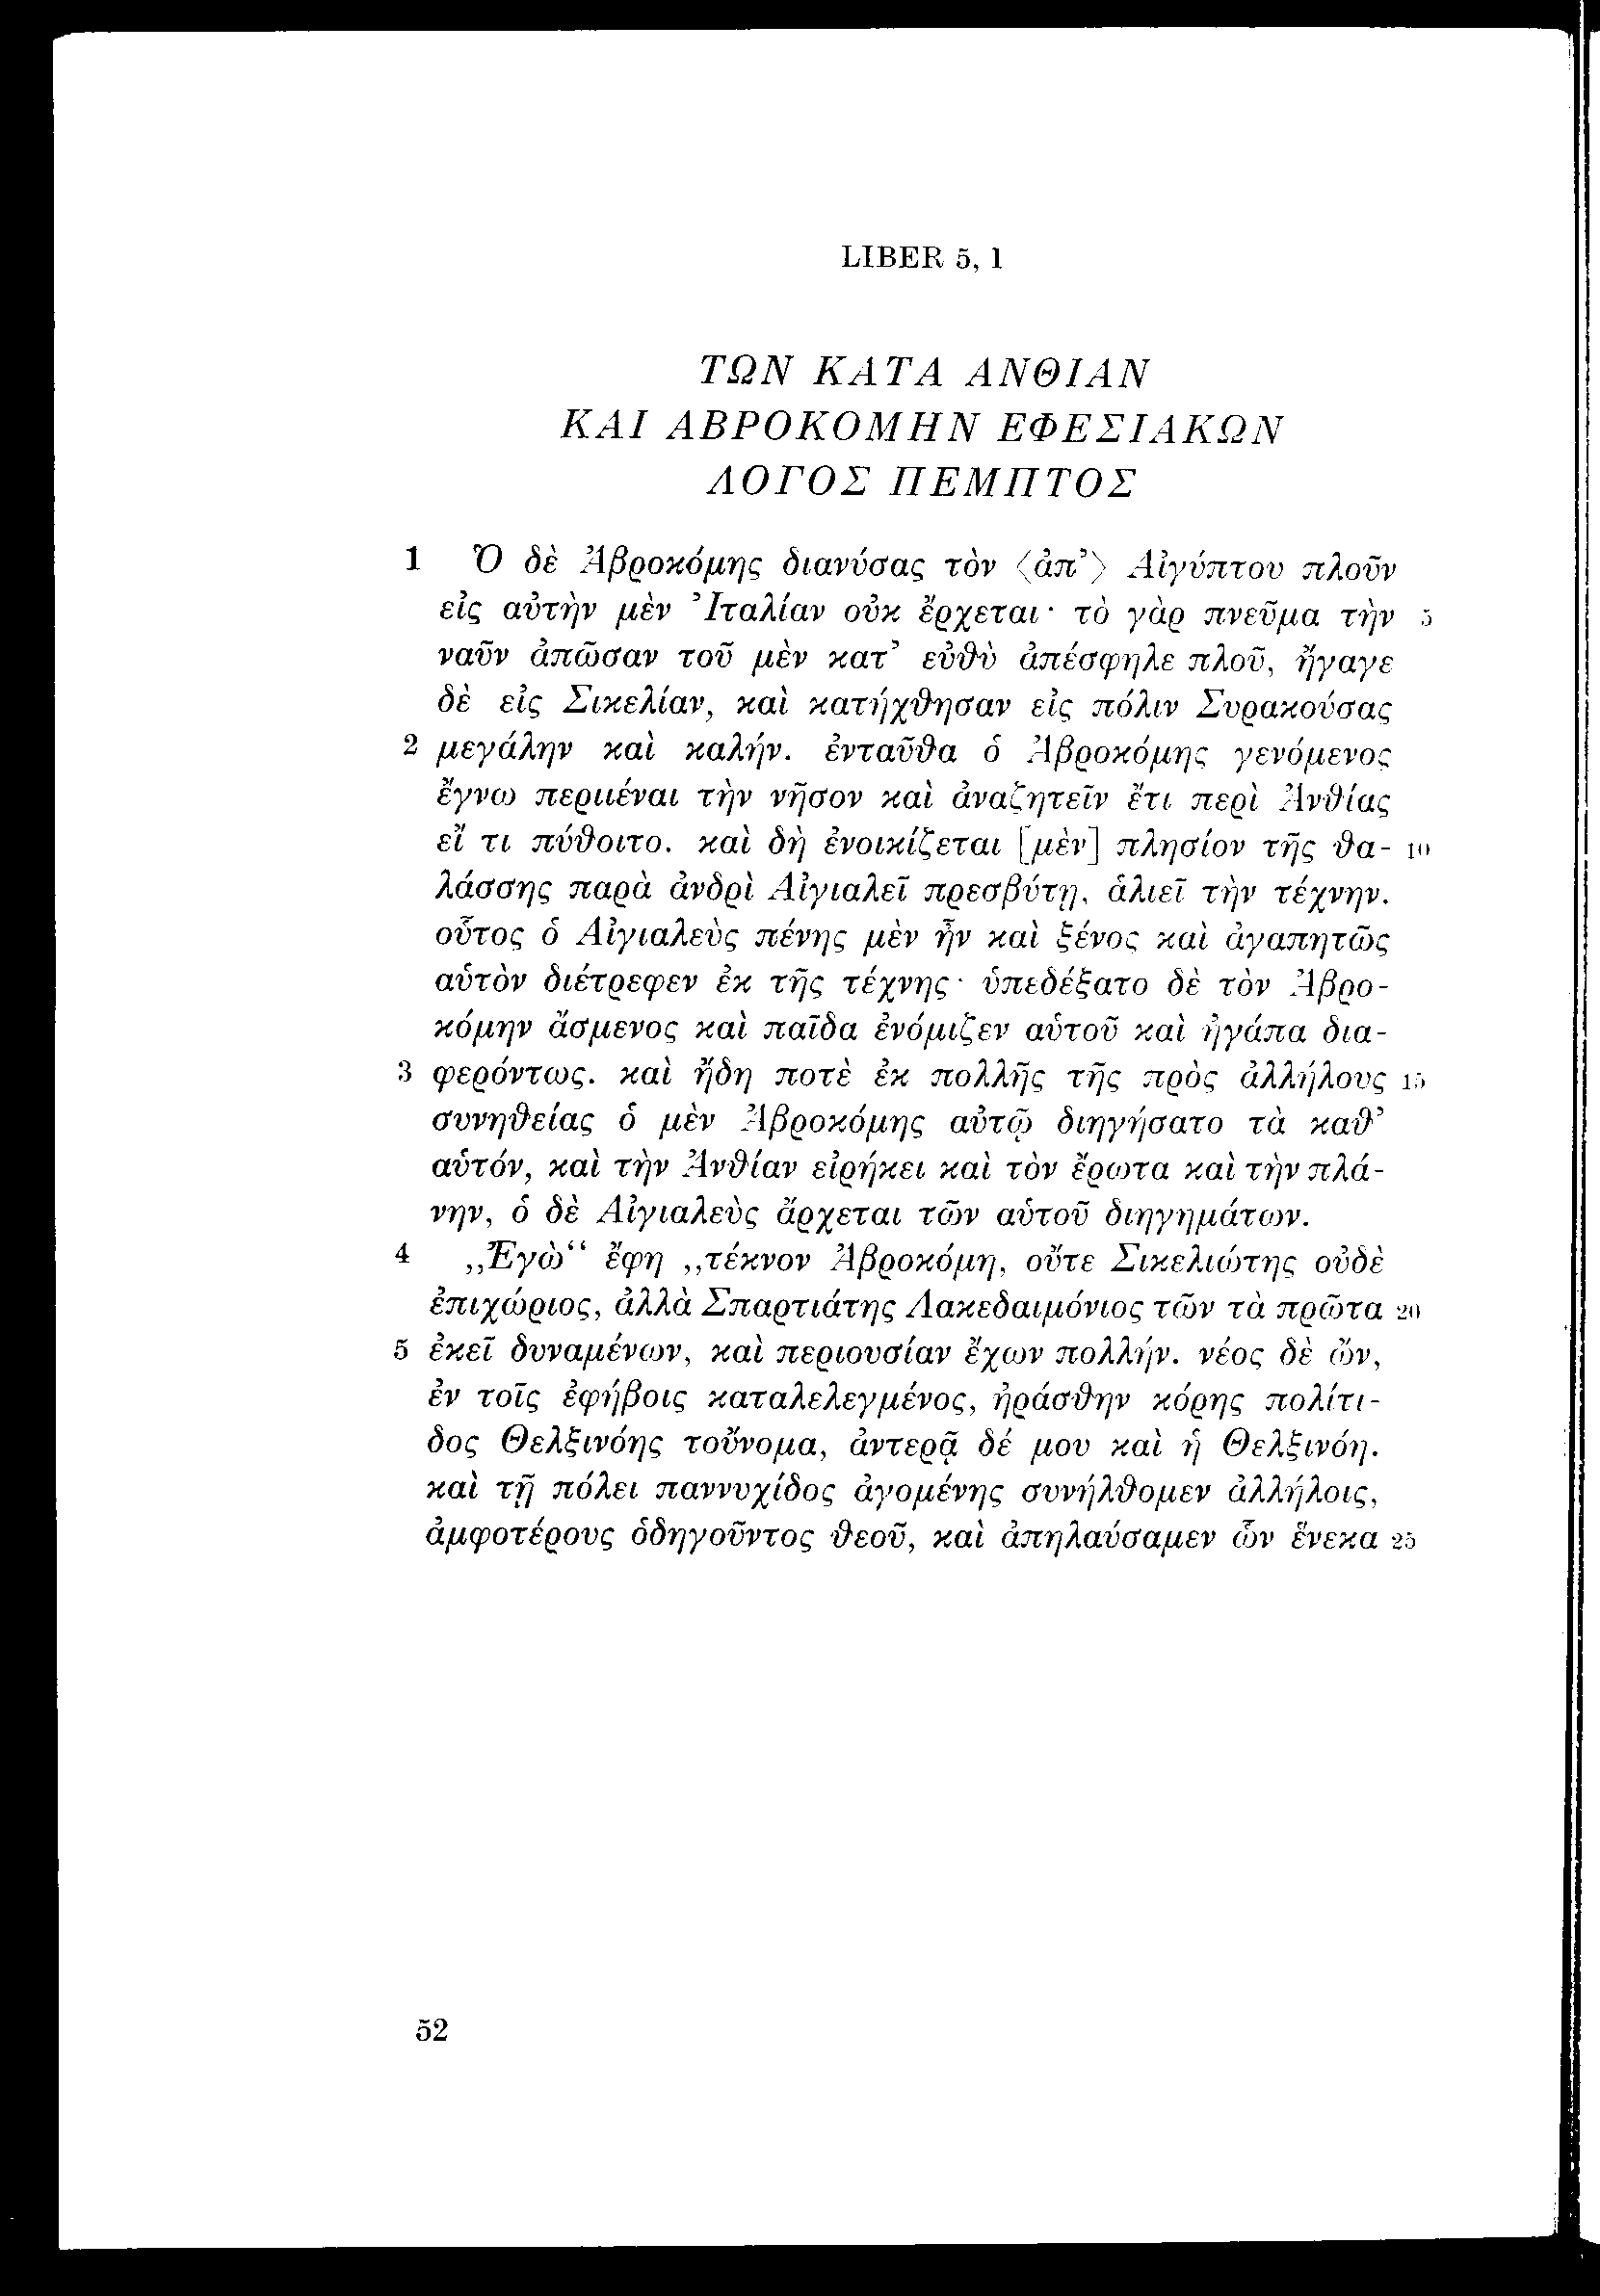 LIBER 5, 1
ΤΩΝ ΚΑΤΑ ΑΝΘΙΑΝ
ΚΑΙ ΑΒΡΟΚΟΜΗΝ ΕΦΕΣΙΑΚΩΝ
ΛΟΓΟΣ ΠΕΜΠΤΟΣ
1 Ὁ δὲ Ἁβροκόμης διανύσας τὸν ⟨ἀπ’⟩ Αἰγύπτου πλοῦν
εἰς αὐτὴν μὲν Ἰταλίαν οὐκ ἔρχεται· τὸ γὰρ πνεῦμα τὴν 5
ναῦν ἀπῶσαν τοῦ μὲν κατ’ εὐθὺ ἀπέσφηλε πλοῦ, ἤγαγε
δὲ εἰς Σικελίαν, καὶ κατήχθησαν εἰς πόλιν Συρακούσας
2 μεγάλην καὶ καλήν. ἐνταῦθα ὁ Ἁβροκόμης γενόμενος
ἔγνω περιιέναι τὴν νῆσον καὶ ἀναζητεῖν ἔτι περὶ Ἀνθίας
εἴ τι πύθοιτο. καὶ δὴ ἐνοικίζεται [μὲν] πλησίον τῆς θα- 10
λάσσης παρὰ ἀνδρὶ Αἰγιαλεῖ πρεσβύτῃ, ἁλιεῖ τὴν τέχνην.
οὗτος ὁ Αἰγιαλεὺς πένης μὲν ἦν καὶ ξένος καὶ ἀγαπητῶς
αὑτὸν διέτρεφεν ἐκ τῆς τέχνης· ὑπεδέξατο δὲ τὸν Ἁβρο-
κόμην ἄσμενος καὶ παῖδα ἐνόμιζεν αὑτοῦ καὶ ἠγάπα δια-
3 φερόντως. καὶ ἤδη ποτὲ ἐκ πολλῆς τῆς πρὸς ἀλλήλους 15
συνηθείας ὁ μὲν Ἁβροκόμης αὐτῷ διηγήσατο τὰ καθ’
αὑτόν, καὶ τὴν Ἀνθίαν εἰρήκει καὶ τὸν ἔρωτα καὶ τὴν πλά-
νην, ὁ δὲ Αἰγιαλεὺς ἄρχεται τῶν αὑτοῦ διηγημάτων.
4 „Ἐγὼ“ ἔφη „τέκνον Ἁβροκόμη, οὔτε Σικελιώτης οὐδὲ
ἐπιχώριος, ἀλλὰ Σπαρτιάτης Λακεδαιμόνιος τῶν τὰ πρῶτα 20
5 ἐκεῖ δυναμένων, καὶ περιουσίαν ἔχων πολλήν. νέος δὲ ὤν,
ἐν τοῖς ἐφήβοις καταλελεγμένος, ἠράσθην κόρης πολίτι-
δος Θελξινόης τοὔνομα, ἀντερᾷ δέ μου καὶ ἡ Θελξινόη.
καὶ τῇ πόλει παννυχίδος ἀγομένης συνήλθομεν ἀλλήλοις,
ἀμφοτέρους ὁδηγοῦντος θεοῦ, καὶ ἀπηλαύσαμεν ὧν ἕνεκα 25
52